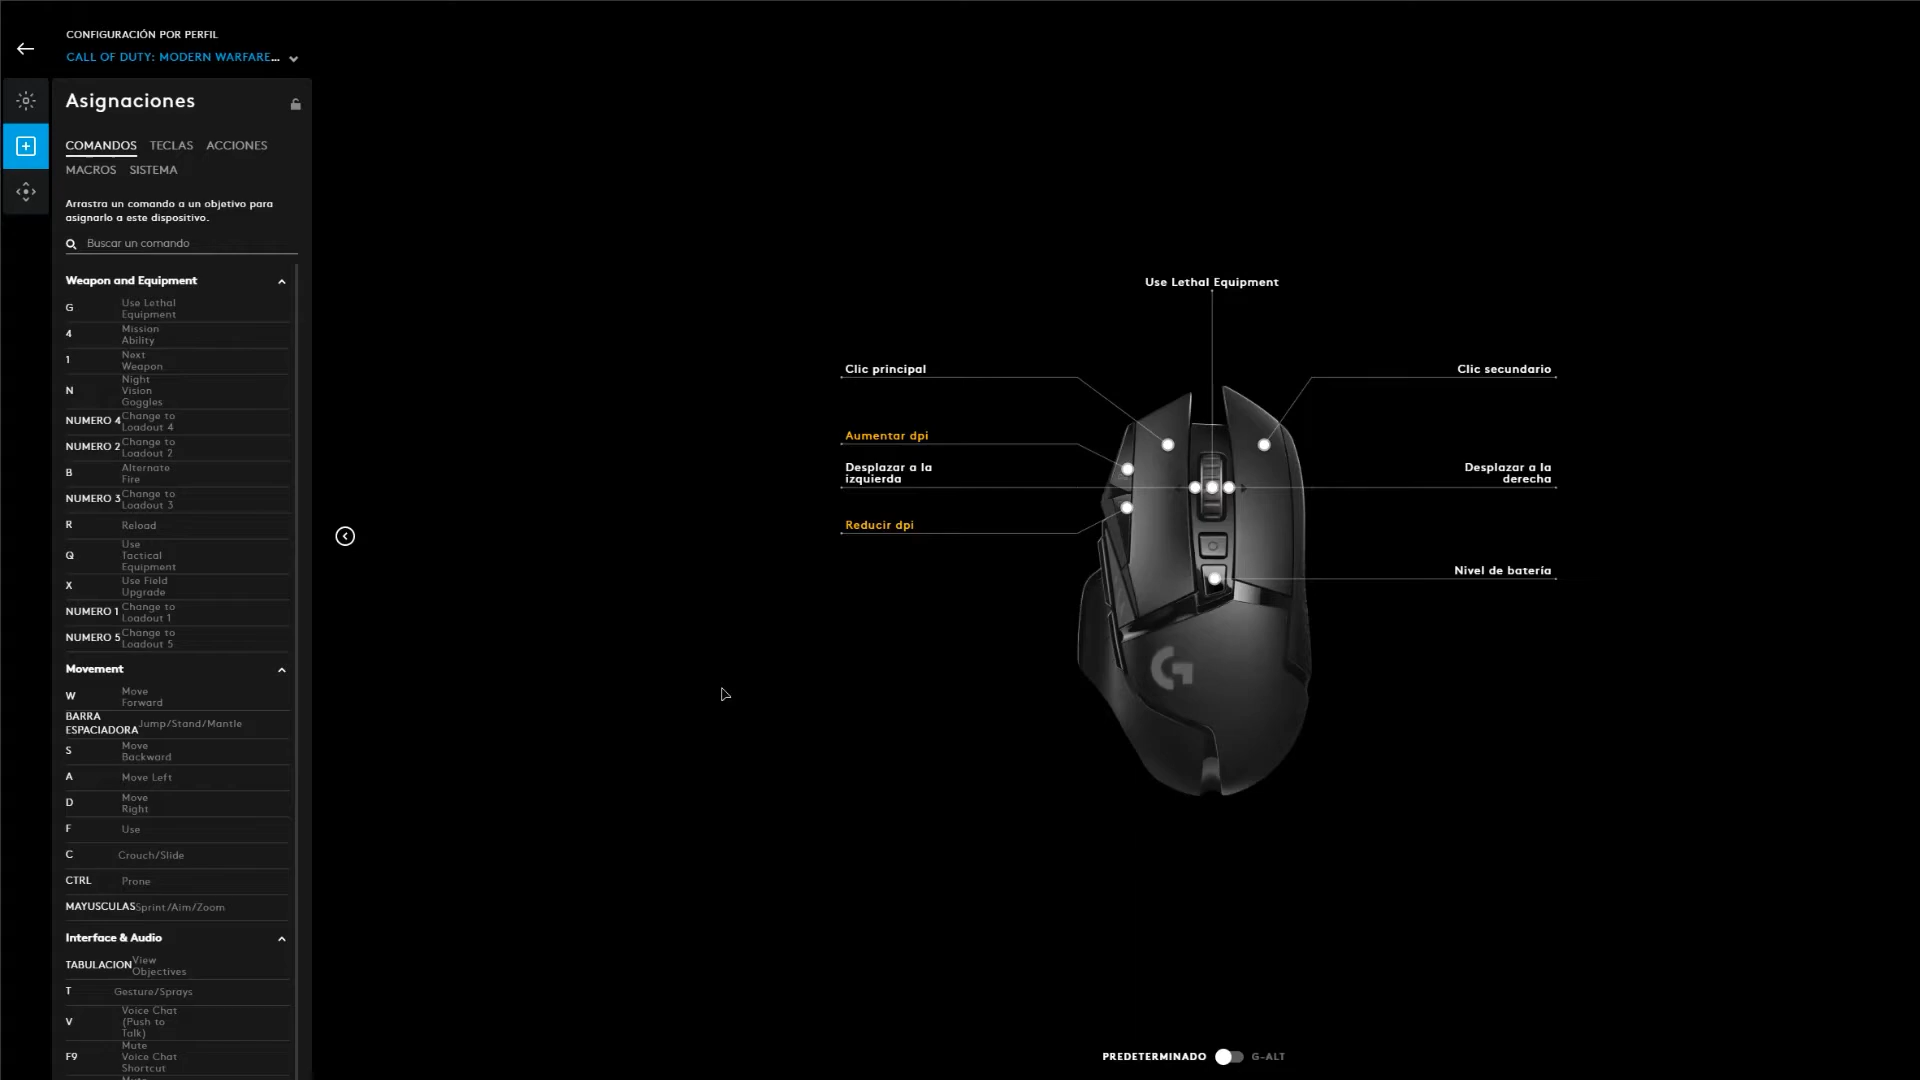 CONFIGURACIÓN POR PERFIL
CALL OF DUTY: MODERN WARFARE...
Asignaciones
COMANDOS TECLAS ACCIONES
MACROS SISTEMA
Arrastra un comando a un objetivo para
asignarlo a este dispositivo.
Buscar un comando
Weapon and Equipment
G Use Lethal
Equipment
4 Mission
Ability
1 Next
Weapon
N Night
Vision
Goggles
NUMERO 4 Change to
Loadout 4
NUMERO 2 Change to
Loadout 2
B Alternate
Fire
NUMERO 3 Change to
Loadout 3
R Reload
Q Use
Tactical
Equipment
X Use Field
Upgrade
NUMERO 1 Change to
Loadout 1
NUMERO 5 Change to
Loadout 5
Movement
W Move
Forward
BARRA
ESPACIADORA Jump/Stand/Mantle
S Move
Backward
A Move Left
D Move
Right
F Use
C Crouch/Slide
CTRL Prone
MAYUSCULAS Sprint/Aim/Zoom
Interface & Audio
TABULACION View
Objectives
T Gesture/Sprays
V Voice Chat
(Push to
Talk)
F9 Mute
Voice Chat
Shortcut
Use Lethal Equipment
Clic principal
Clic secundario
Aumentar dpi
Desplazar a la
izquierda
Desplazar a la
derecha
Reducir dpi
Nivel de batería
G
PREDETERMINADO G-ALT